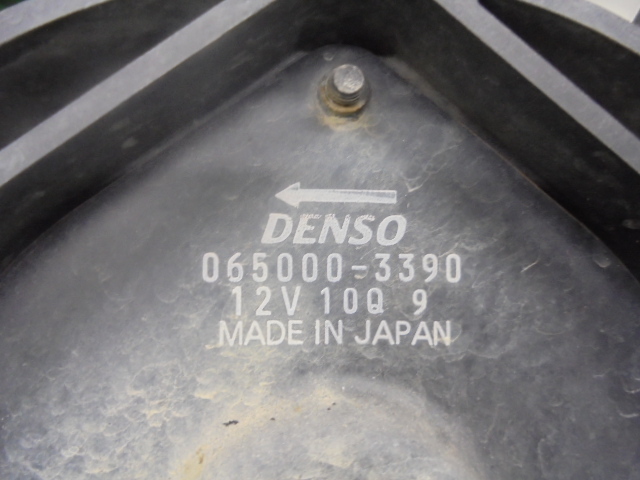 DENSO
065000-3390
12V 10Q 9
MADE IN JAPAN